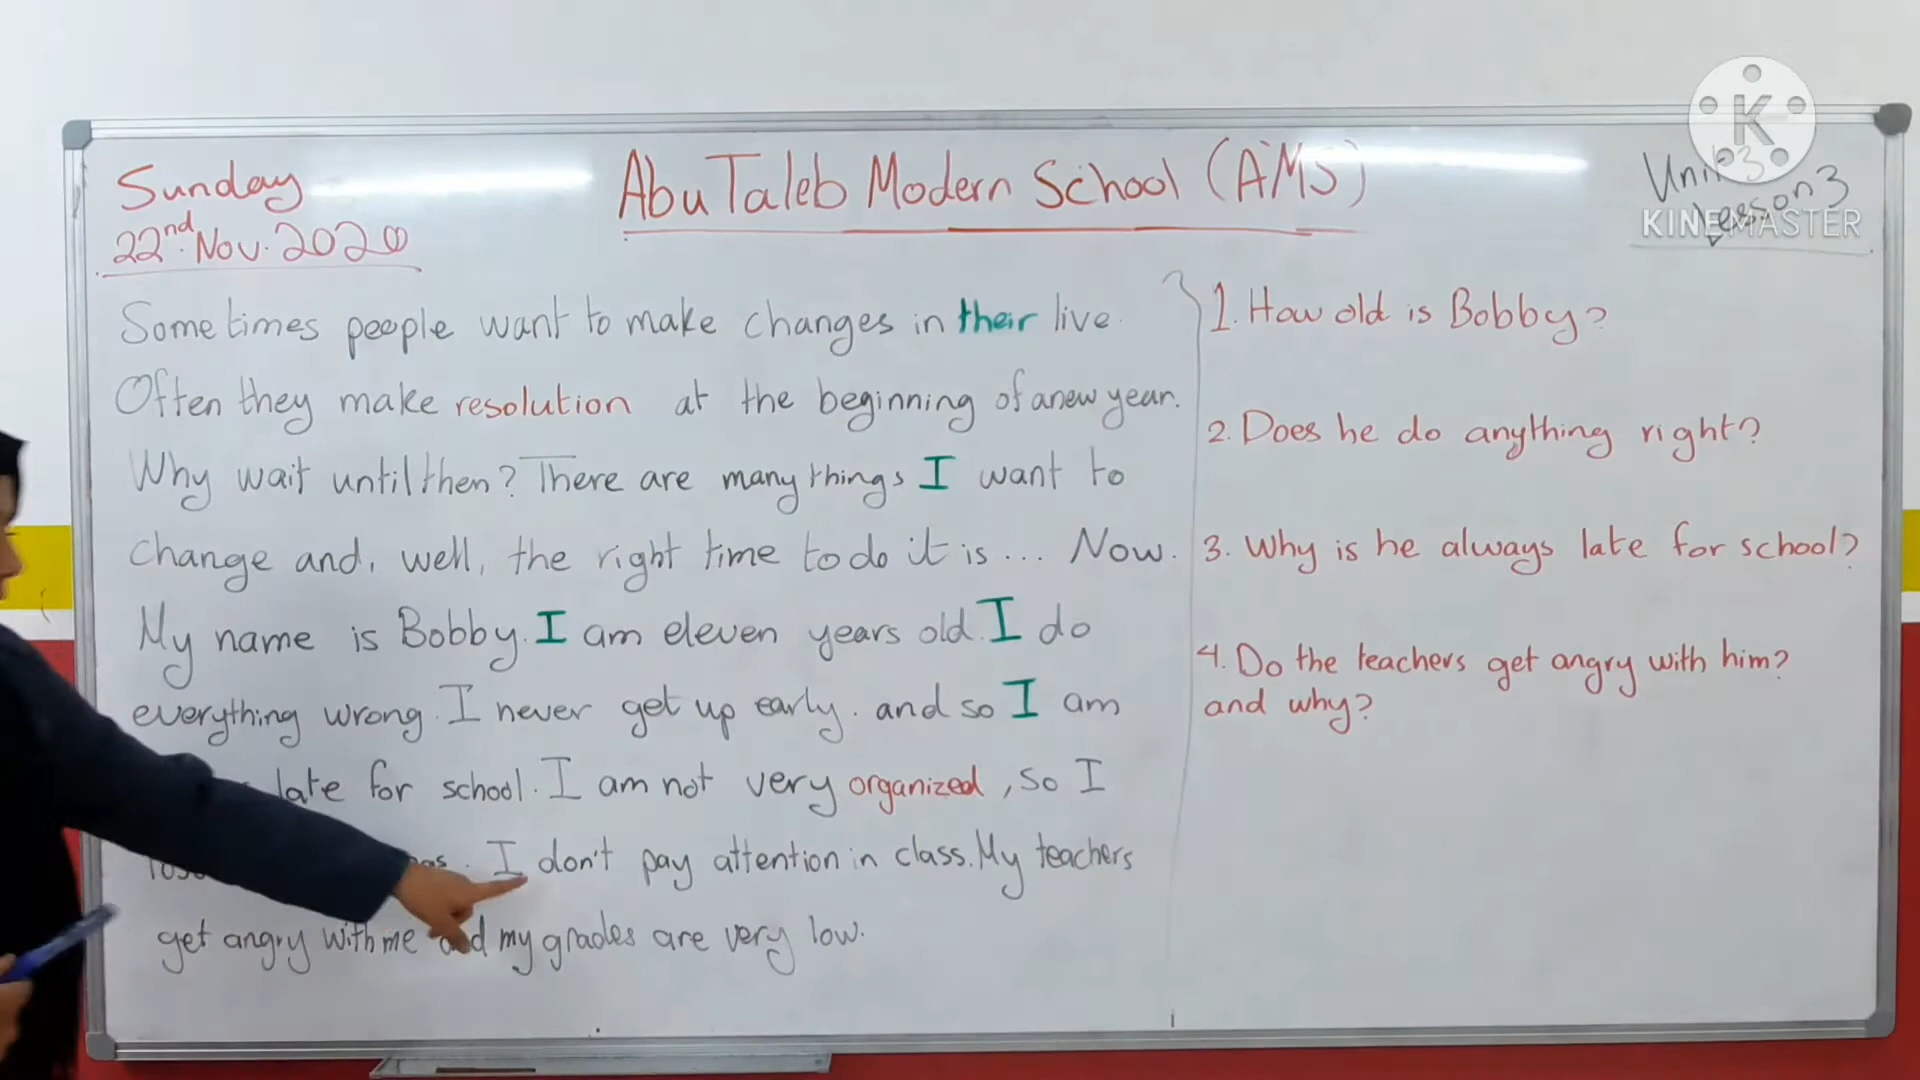 Sunday
22nd. Nov. 2020
Abu Taleb Modern School (AMS)
Unit 3
Lesson 3
K
KINEMASTER
Sometimes people want to make changes in their live.
Often they make resolution at the beginning of a new year.
Why wait until then? There are many things I want to
change and, well, the right time to do it is ... Now.
My name is Bobby. I am eleven years old. I do
everything wrong. I never get up early. and so I am
late for school. I am not very organized, so I
I don't pay attention in class. My teachers
get angry with me and my grades are very low.
1. How old is Bobby?
2. Does he do anything right?
3. Why is he always late for school?
4. Do the teachers get angry with him?
and why?